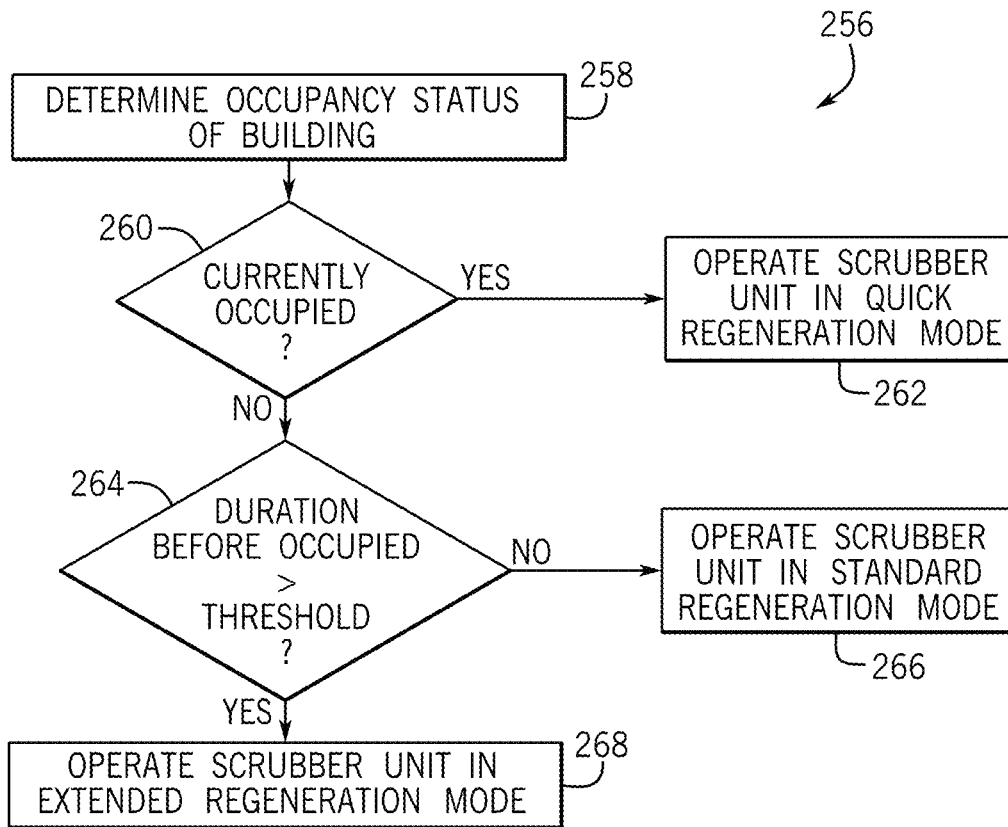 256
DETERMINE OCCUPANCY STATUS
OF BUILDING
258
260
CURRENTLY
OCCUPIED
?
YES
OPERATE SCRUBBER
UNIT IN QUICK
REGENERATION MODE
262
NO
264
DURATION
BEFORE OCCUPIED
>
THRESHOLD
?
NO
OPERATE SCRUBBER
UNIT IN STANDARD
REGENERATION MODE
266
YES
OPERATE SCRUBBER UNIT IN
EXTENDED REGENERATION MODE
268